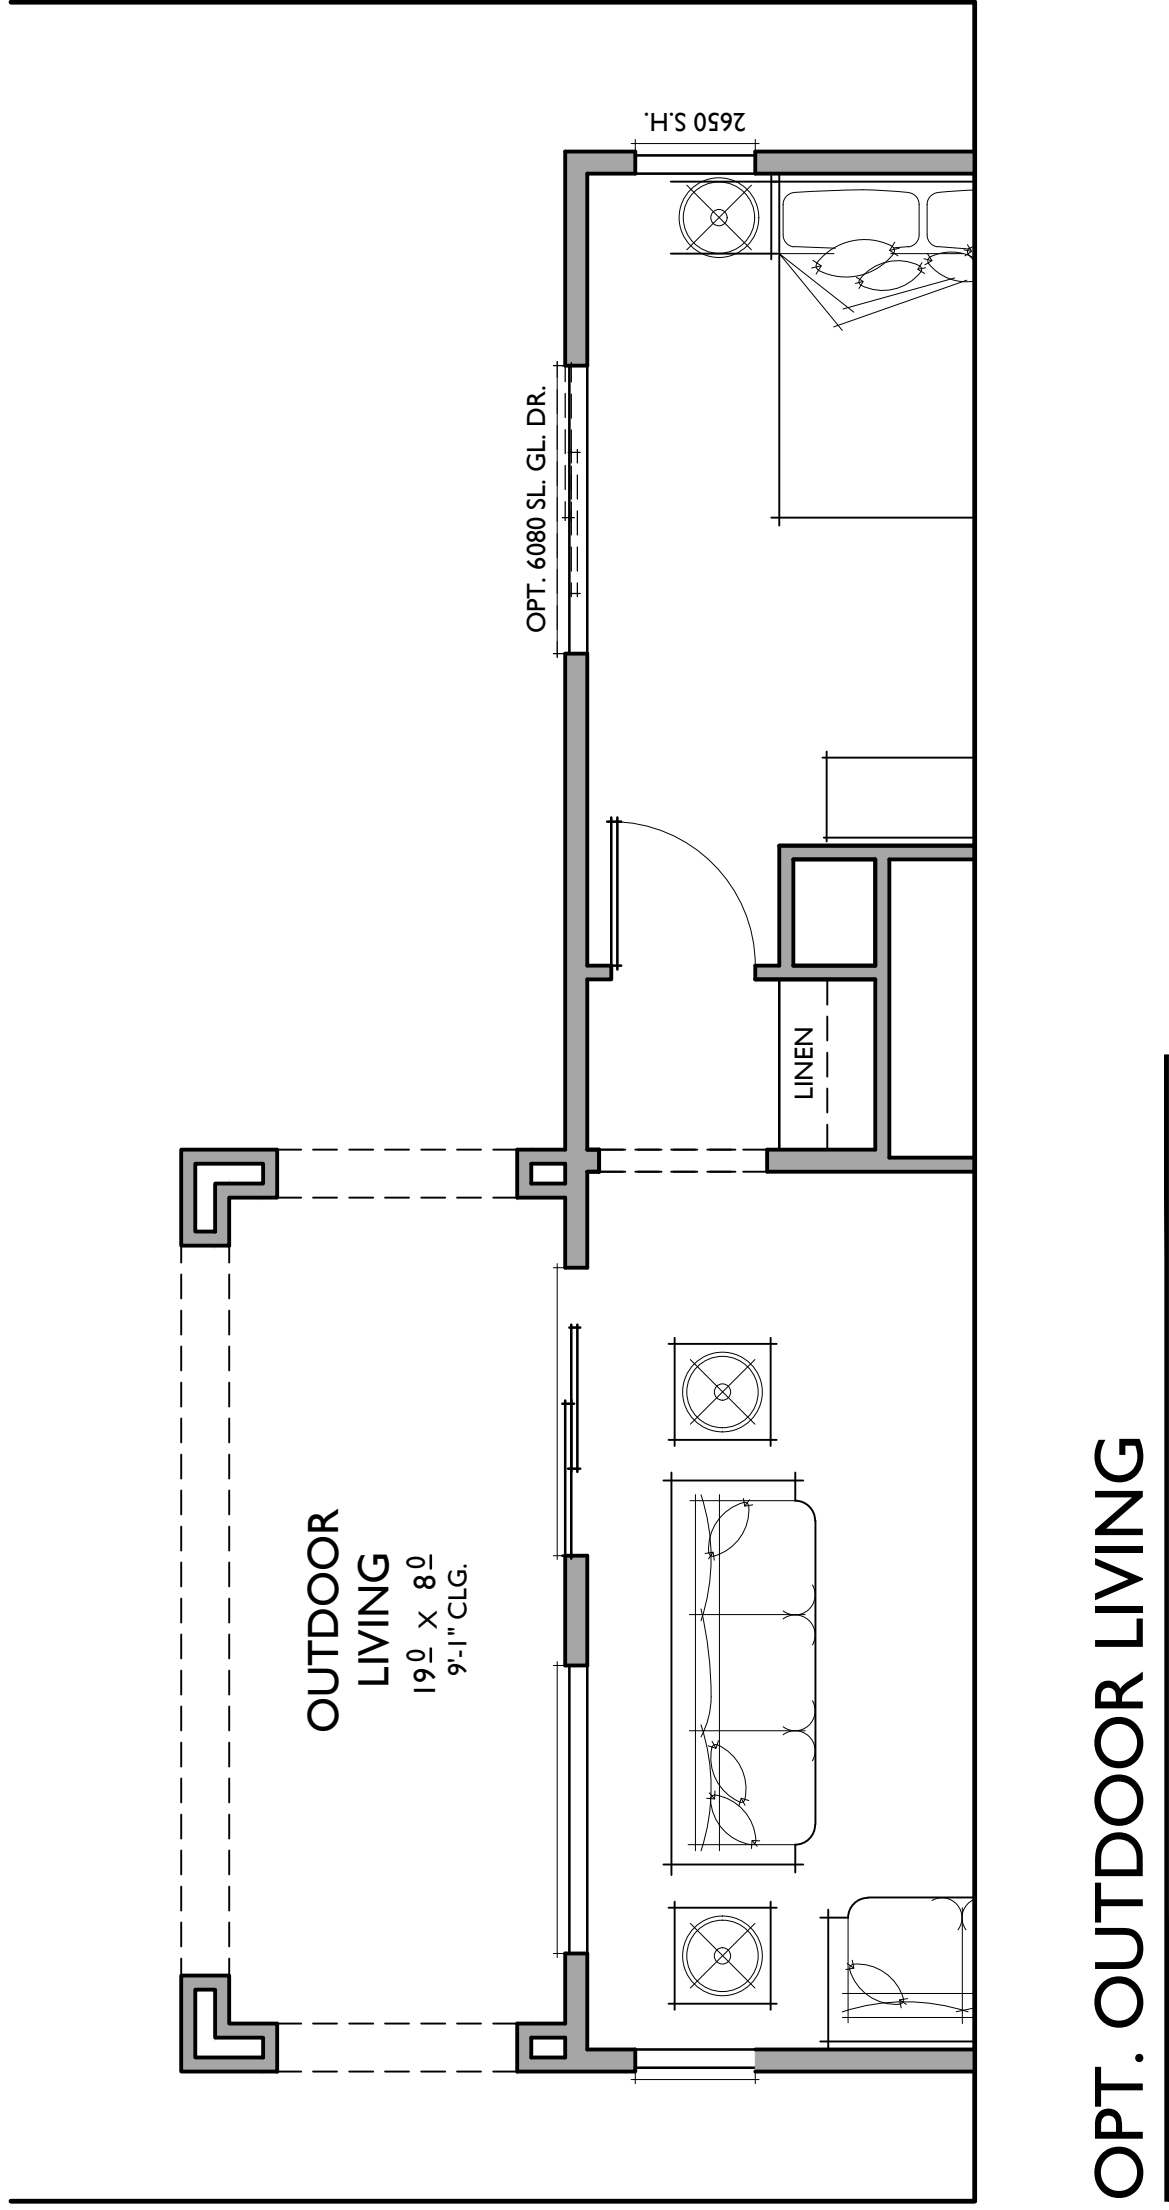 OUTDOOR
LIVING
19⁰ X 8⁰
9'-1" CLG.
OPT. 6080 SL. GL. DR.
2650 S.H.
LINEN
OPT. OUTDOOR LIVING